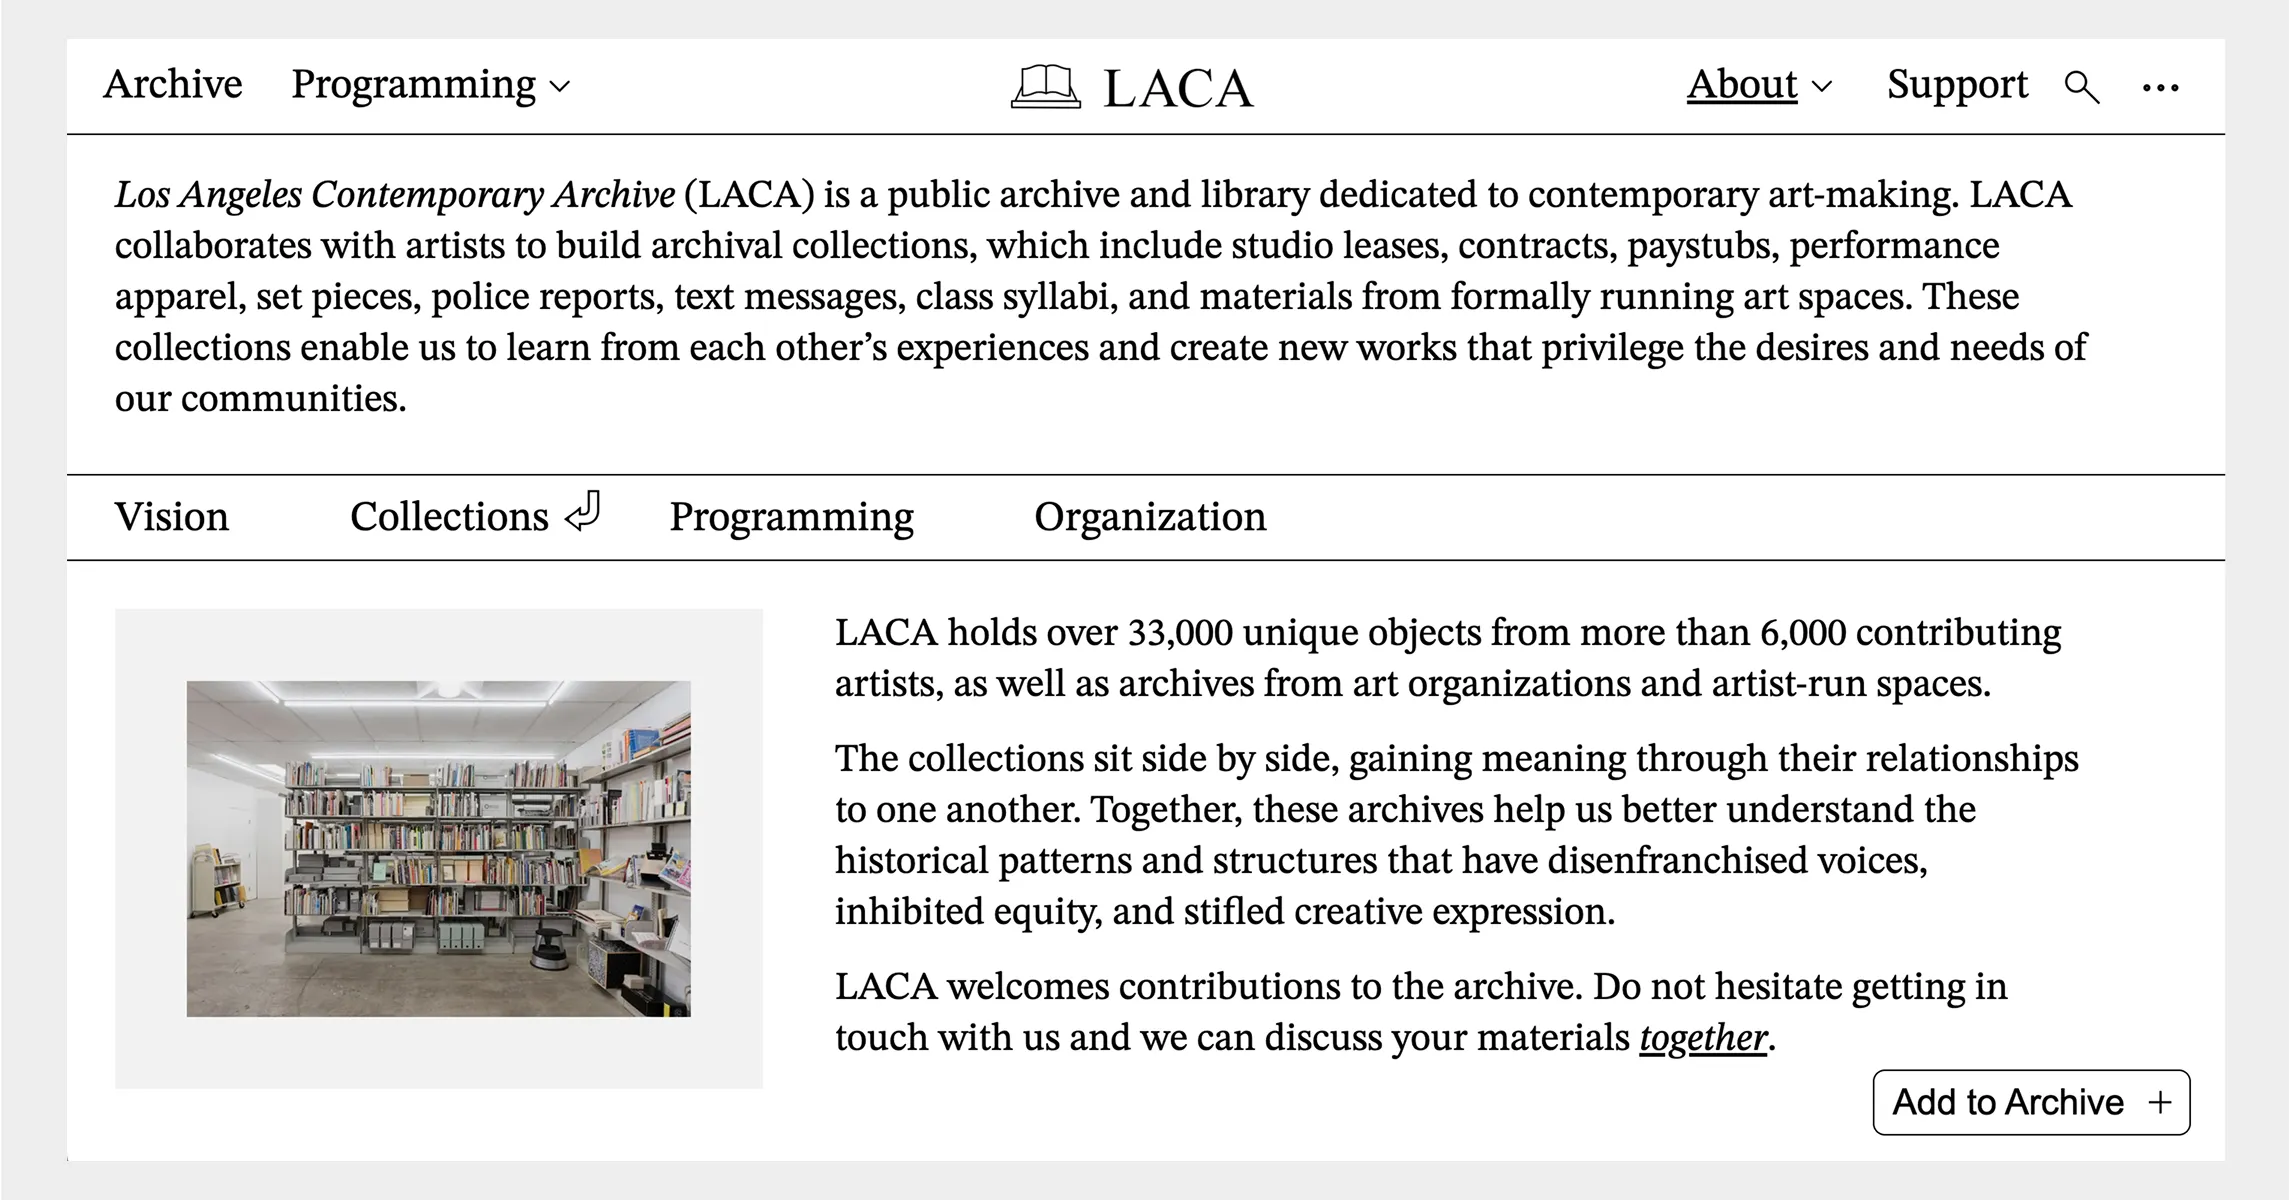 Archive Programming LACA About Support
Los Angeles Contemporary Archive (LACA) is a public archive and library dedicated to contemporary art-making. LACA
collaborates with artists to build archival collections, which include studio leases, contracts, paystubs, performance
apparel, set pieces, police reports, text messages, class syllabi, and materials from formally running art spaces. These
collections enable us to learn from each other’s experiences and create new works that privilege the desires and needs of
our communities.
Vision Collections Programming Organization
LACA holds over 33,000 unique objects from more than 6,000 contributing
artists, as well as archives from art organizations and artist-run spaces.
The collections sit side by side, gaining meaning through their relationships
to one another. Together, these archives help us better understand the
historical patterns and structures that have disenfranchised voices,
inhibited equity, and stifled creative expression.
LACA welcomes contributions to the archive. Do not hesitate getting in
touch with us and we can discuss your materials together.
Add to Archive +